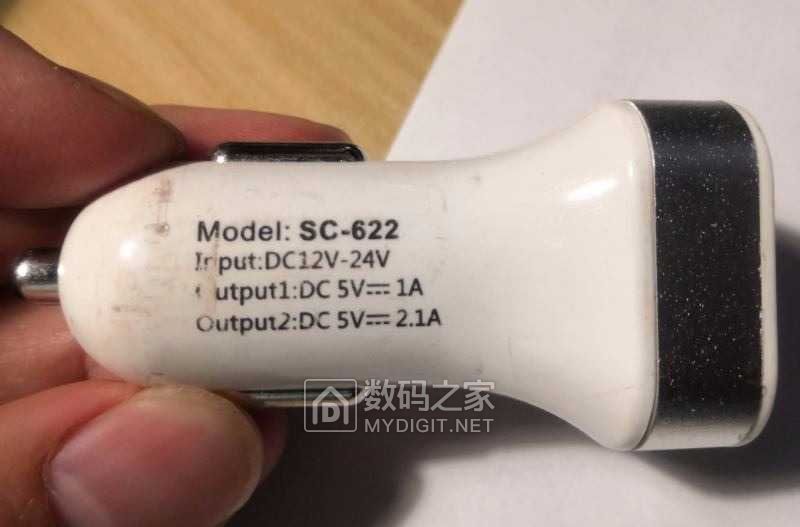 Model: SC-622
Input:DC12V-24V
Output1:DC 5V⎓1A
Output2:DC 5V⎓2.1A
数码之家
MYDIGIT.NET